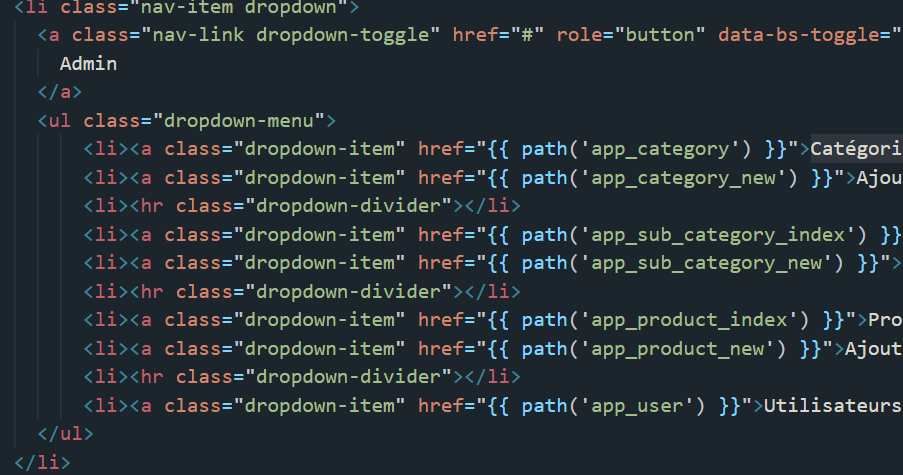 <li class="nav-item dropdown">
<a class="nav-link dropdown-toggle" href="#" role="button" data-bs-toggle="
Admin
</a>
<ul class="dropdown-menu">
<li><a class="dropdown-item" href="{{ path('app_category') }}">Catégori
<li><a class="dropdown-item" href="{{ path('app_category_new') }}">Ajou
<li><hr class="dropdown-divider"></li>
<li><a class="dropdown-item" href="{{ path('app_sub_category_index') }}
<li><a class="dropdown-item" href="{{ path('app_sub_category_new') }}">
<li><hr class="dropdown-divider"></li>
<li><a class="dropdown-item" href="{{ path('app_product_index') }}">Pro
<li><a class="dropdown-item" href="{{ path('app_product_new') }}">Ajout
<li><hr class="dropdown-divider"></li>
<li><a class="dropdown-item" href="{{ path('app_user') }}">Utilisateurs
</ul>
</li>